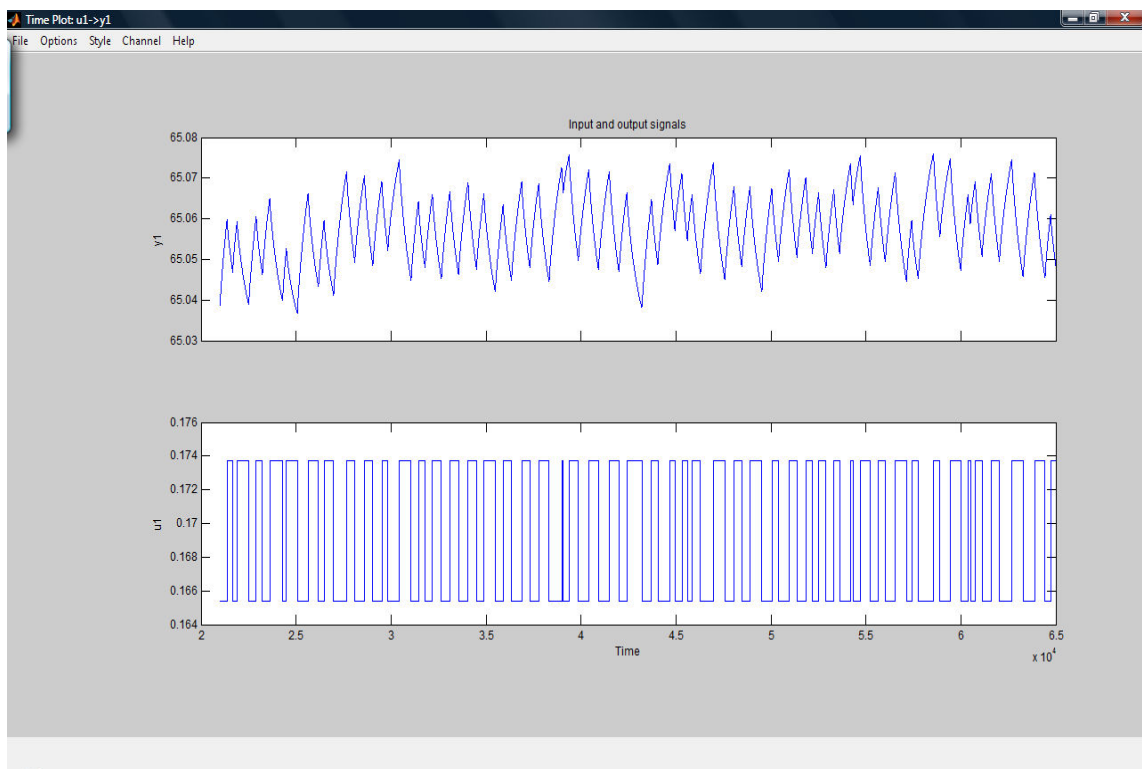 Time Plot: u1->y1
File Options Style Channel Help
Input and output signals
65.08
65.07
65.06
65.05
65.04
65.03
y1
0.176
0.174
0.172
0.17
0.168
0.166
0.164
u1
2 2.5 3 3.5 4 4.5 5 5.5 6 6.5
Time
x 10^4